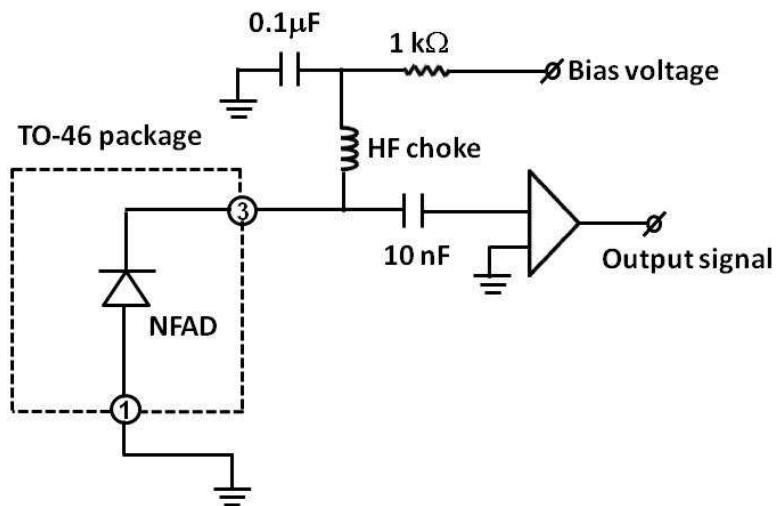 0.1µF
1 kΩ
Bias voltage
TO-46 package
HF choke
3
10 nF
Output signal
NFAD
1